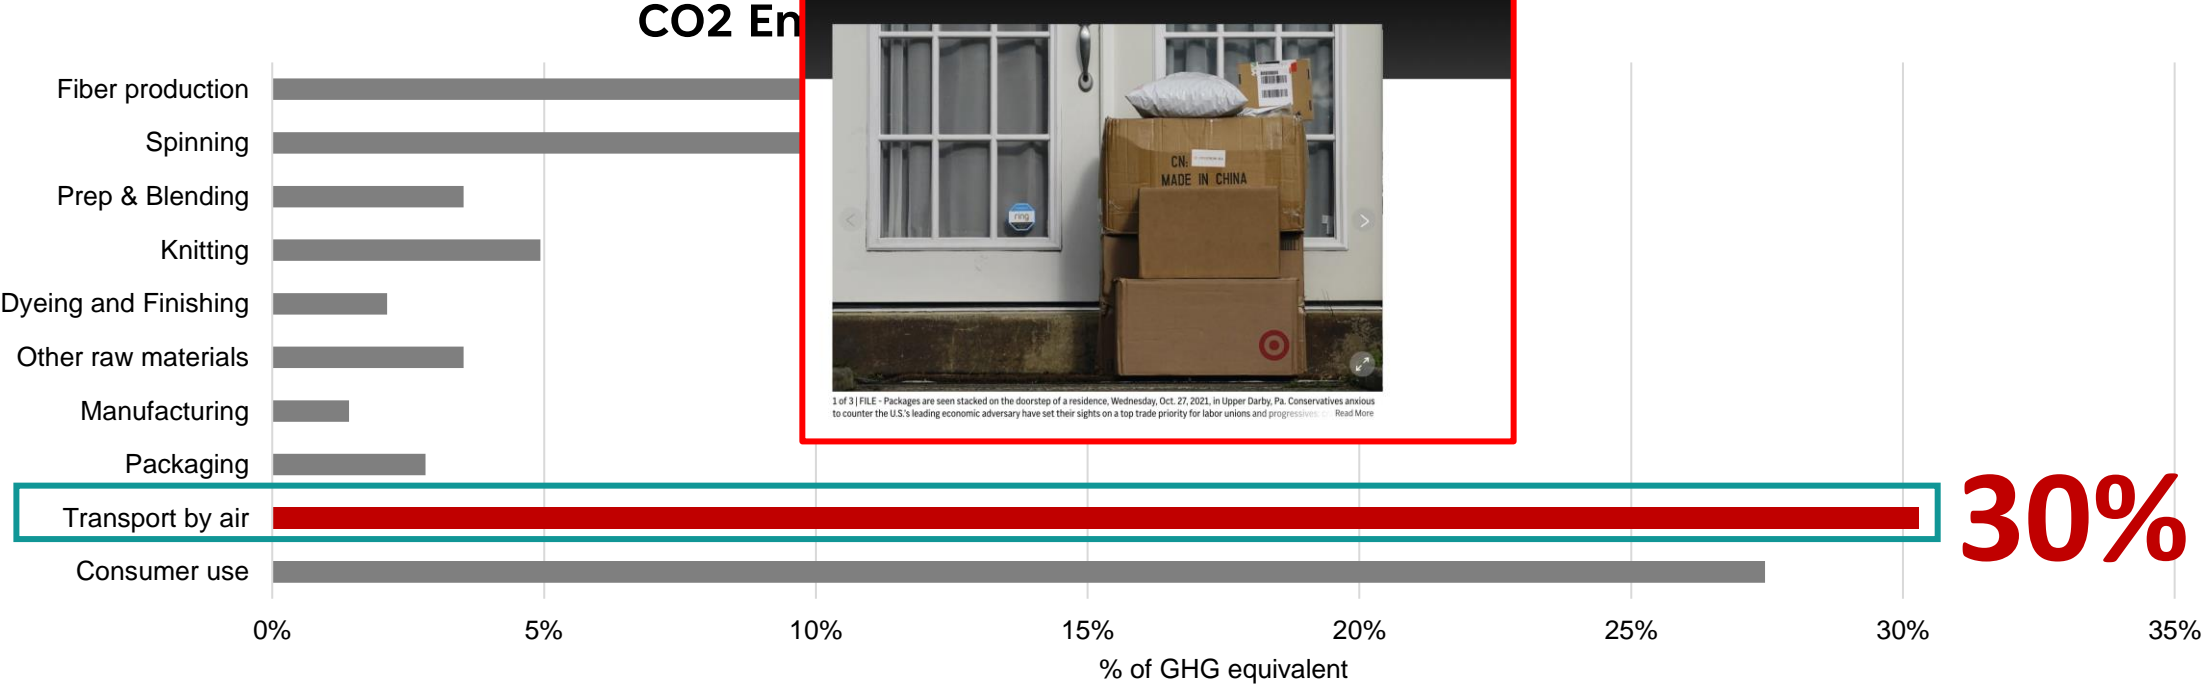 CO2 En
Fiber production
Spinning
Prep & Blending
Knitting
Dyeing and Finishing
Other raw materials
Manufacturing
Packaging
Transport by air
Consumer use
CN:
MADE IN CHINA
ring
1 of 3 | FILE - Packages are seen stacked on the doorstep of a residence, Wednesday, Oct. 27, 2021, in Upper Darby, Pa. Conservatives anxious
to counter the U.S.'s leading economic adversary have set their sights on a top trade priority for labor unions and progressives: Read More
30%
0% 5% 10% 15% 20% 25% 30% 35%
% of GHG equivalent